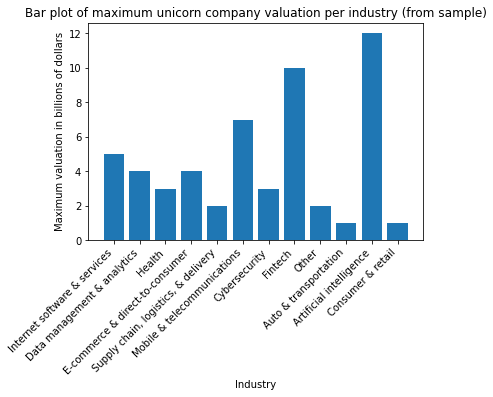 Bar plot of maximum unicorn company valuation per industry (from sample)
Maximum valuation in billions of dollars
12
10
8
6
4
2
0
Internet software & services
Data management & analytics
Health
E-commerce & direct-to-consumer
Supply chain, logistics, & delivery
Mobile & telecommunications
Cybersecurity
Fintech
Other
Auto & transportation
Artificial intelligence
Consumer & retail
Industry